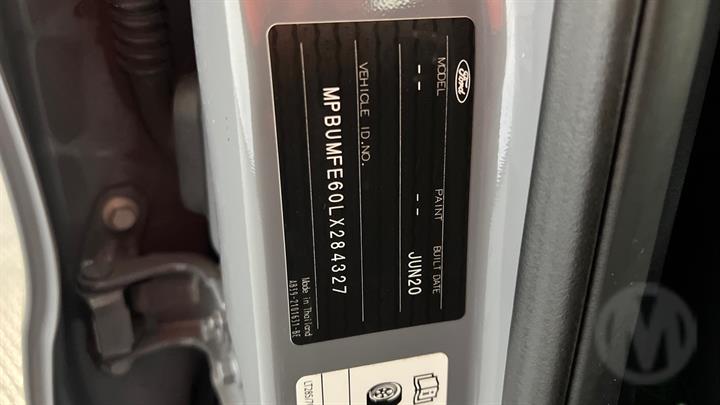 Ford
MODEL PAINT BUILT DATE
-- -- JUN20
VEHICLE ID.NO.
MPBUMFE60LX284327
Made in Thailand
M